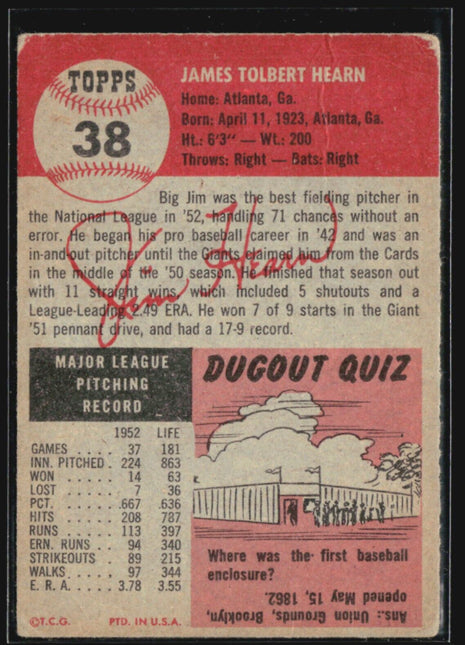 TOPPS
38
JAMES TOLBERT HEARN
Home: Atlanta, Ga.
Born: April 11, 1923, Atlanta, Ga.
Ht.: 6'3" — Wt.: 200
Throws: Right — Bats: Right
Big Jim was the best fielding pitcher
in the National League in '52, handling 71 chances without an
error. He began his pro baseball career in '42 and was an
in-and-out pitcher until the Giants claimed him from the Cards
in the middle of the '50 season. He finished that season out
with 11 straight wins, which included 5 shutouts and a
League-Leading 2.49 ERA. He won 7 of 9 starts in the Giant
'51 pennant drive, and had a 17-9 record.
Jim Hearn
MAJOR LEAGUE
PITCHING
RECORD
1952 LIFE
GAMES . . . . 37 181
INN. PITCHED . 224 863
WON . . . . . 14 63
LOST . . . . . 7 36
PCT. . . . . .667 .636
HITS . . . . 208 787
RUNS . . . . 113 397
ERN. RUNS . . 94 340
STRIKEOUTS 89 215
WALKS . . . . 97 344
E. R. A. . . . 3.78 3.55
©T.C.G. PTD. IN U.S.A.
DUGOUT QUIZ
Where was the first baseball
enclosure?
Ans.: Union Grounds, Brooklyn,
opened May 15, 1862.